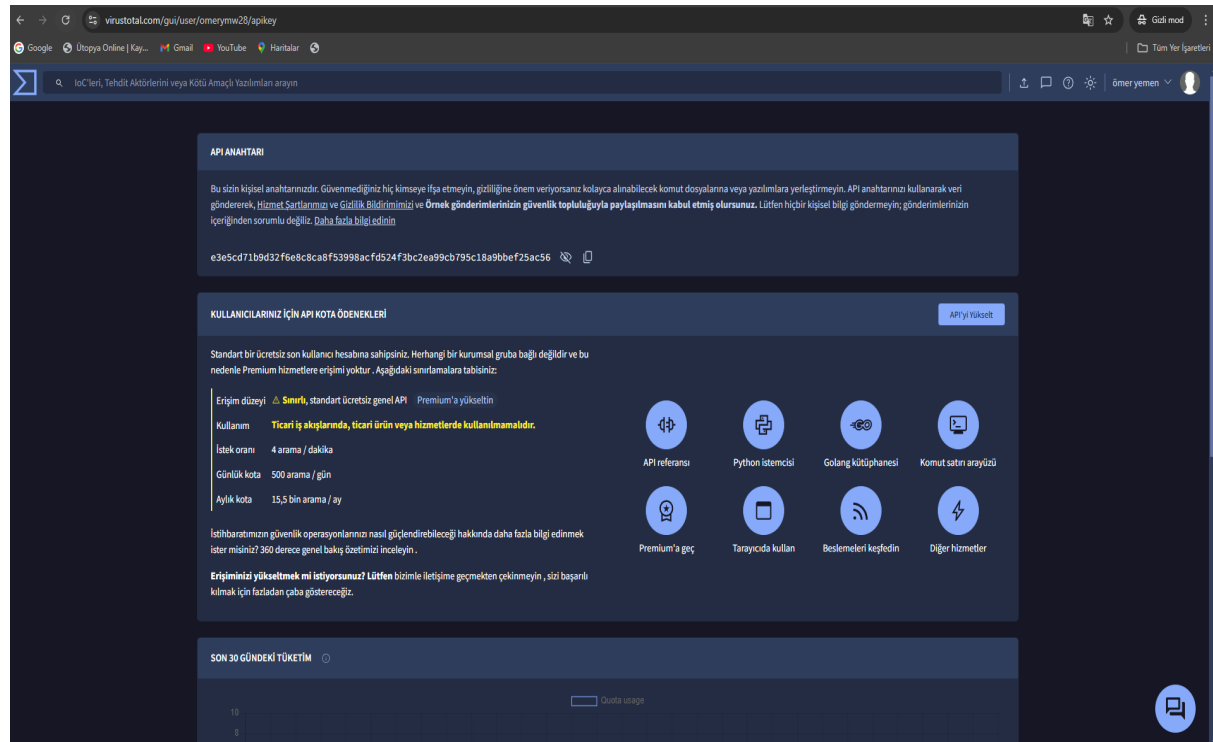 virustotal.com/gui/user/omerymw28/apikey
Gizli mod
Google Ütopya Online | Kay... Gmail YouTube Haritalar
Tüm Yer İşaretleri
IoC'leri, Tehdit Aktörlerini veya Kötü Amaçlı Yazılımları arayın
ömer yemen
API ANAHTARI
Bu sizin kişisel anahtarınızdır. Güvenmediğiniz hiç kimseye ifşa etmeyin, gizliliğine önem veriyorsanız kolayca alınabilecek komut dosyalarına veya yazılımlara yerleştirmeyin. API anahtarınızı kullanarak veri
göndererek, Hizmet Şartlarımızı ve Gizlilik Bildirimimizi ve Örnek gönderimlerinizin güvenlik topluluğuyla paylaşılmasını kabul etmiş olursunuz. Lütfen hiçbir kişisel bilgi göndermeyin; gönderimlerinizin
içeriğinden sorumlu değiliz. Daha fazla bilgi edinin
e3e5cd71b9d32f6e8c8ca8f53998acfd524f3bc2ea99cb795c18a9bbef25ac56
KULLANICILARINIZ İÇİN API KOTA ÖDENEKLERİ
API'yi Yükselt
Standart bir ücretsiz son kullanıcı hesabına sahipsiniz. Herhangi bir kurumsal gruba bağlı değildir ve bu
nedenle Premium hizmetlere erişimi yoktur . Aşağıdaki sınırlamalara tabisiniz:
Erişim düzeyi Sınırlı, standart ücretsiz genel API Premium'a yükseltin
Kullanım Ticari iş akışlarında, ticari ürün veya hizmetlerde kullanılmamalıdır.
İstek oranı 4 arama / dakika
Günlük kota 500 arama / gün
Aylık kota 15,5 bin arama / ay
İstihbaratımızın güvenlik operasyonlarınızı nasıl güçlendirebileceği hakkında daha fazla bilgi edinmek
ister misiniz? 360 derece genel bakış özetimizi inceleyin .
Erişiminizi yükseltmek mi istiyorsunuz? Lütfen bizimle iletişime geçmekten çekinmeyin , sizi başarılı
kılmak için fazladan çaba göstereceğiz.
API referansı Python istemcisi Golang kütüphanesi Komut satırı arayüzü
Premium'a geç Tarayıcıda kullan Beslemeleri keşfedin Diğer hizmetler
SON 30 GÜNDEKİ TÜKETİM
Quota usage
10
8